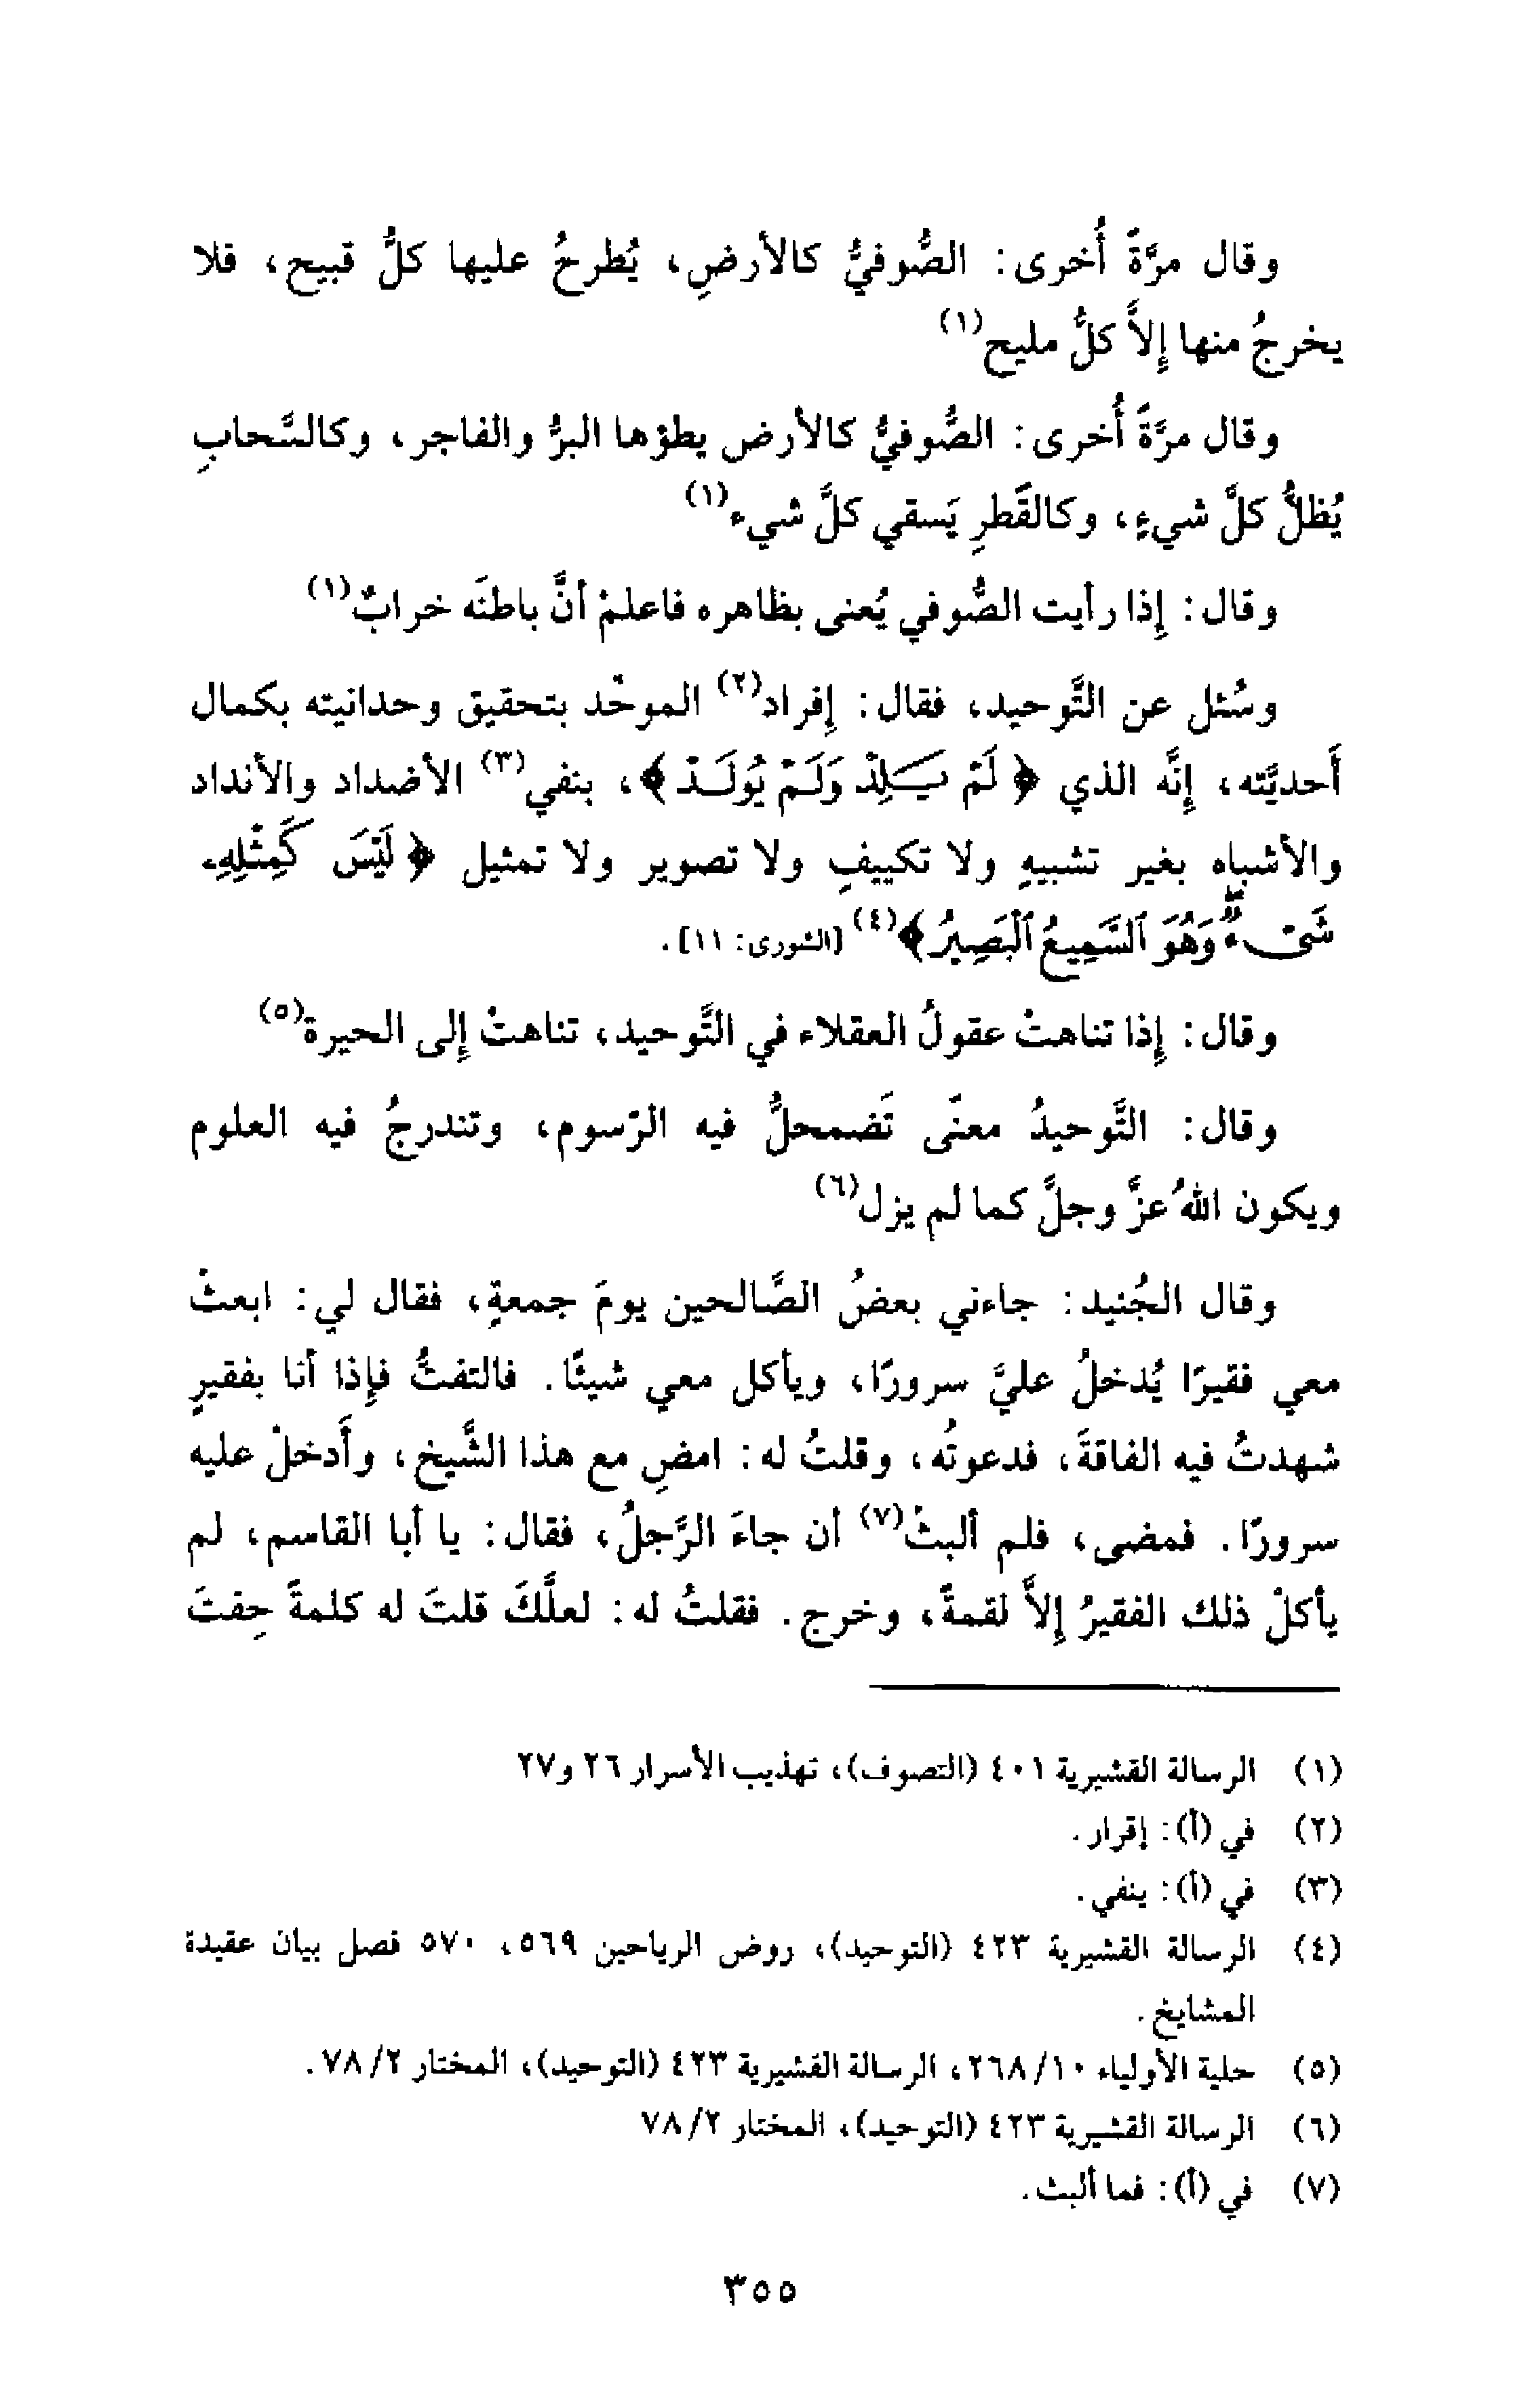 وقال مرَّةً أُخرى: الصُّوفيُّ كالأرضِ، يُطرحُ عليها كلُّ قبيح، فلا
يخرجُ منها إلاَّ كلُّ مليح(١)
وقال مرَّةً أُخرى: الصُّوفيُّ كالأرض يطؤها البرُّ والفاجر، وكالسَّحابِ
يُظلُّ كلَّ شيءٍ، وكالقَطرِ يَسقي كلَّ شيء(١)
وقال: إذا رأيت الصُّوفي يُعنى بظاهره فاعلمْ أنَّ باطنَه خرابٌ(١)
وسُئل عن التَّوحيد، فقال: إفراد(٢) الموحّد بتحقيق وحدانيته بكمال
أحديَّته، إنَّه الذي ﴿لَمْ يَلِدْ وَلَمْ يُولَدْ﴾، بنفي(٣) الأضداد والأنداد
والأشباه بغير تشبيهٍ ولا تكييفٍ ولا تصوير ولا تمثيل ﴿لَيْسَ كَمِثْلِهِۦ
شَىْءٌ ۖ وَهُوَ ٱلسَّمِيعُ ٱلْبَصِيرُ﴾(٤) [الشورى: ١١].
وقال: إذا تناهتْ عقولُ العقلاء في التَّوحيد، تناهتْ إلى الحيرة(٥)
وقال: التَّوحيدُ معنًى تَضمحلُّ فيه الرّسوم، وتندرجُ فيه العلوم
ويكون اللهُ عزَّ وجلَّ كما لم يزل(٦)
وقال الجُنيد: جاءني بعضُ الصَّالحين يومَ جمعةٍ، فقال لي: ابعثْ
معي فقيرًا يُدخلُ عليَّ سرورًا، ويأكل معي شيئًا. فالتفتُّ فإذا أنا بفقيرٍ
شهدتُ فيه الفاقةَ، فدعوتُه، وقلتُ له: امضِ مع هذا الشَّيخ، وأَدخلْ عليه
سرورًا. فمضى، فلم ألبثْ(٧) أن جاءَ الرَّجلُ، فقال: يا أبا القاسم، لم
يأكلْ ذلك الفقيرُ إلاَّ لقمةً، وخرج. فقلتُ له: لعلَّكَ قلتَ له كلمةً جِفتَ
(١) الرسالة القشيرية ٤٠١ (التصوف)، تهذيب الأسرار ٢٦ و٢٧
(٢) في (أ): إقرار.
(٣) في (أ): ينفي.
(٤) الرسالة القشيرية ٤٢٣ (التوحيد)، روض الرياحين ٥٦٩، ٥٧٠ فصل بيان عقيدة
المشايخ.
(٥) حلية الأولياء ١٠/ ٢٦٨، الرسالة القشيرية ٤٢٣ (التوحيد)، المختار ٢/ ٧٨.
(٦) الرسالة القشيرية ٤٢٣ (التوحيد)، المختار ٢/ ٧٨
(٧) في (أ): فما ألبث.
٣٥٥